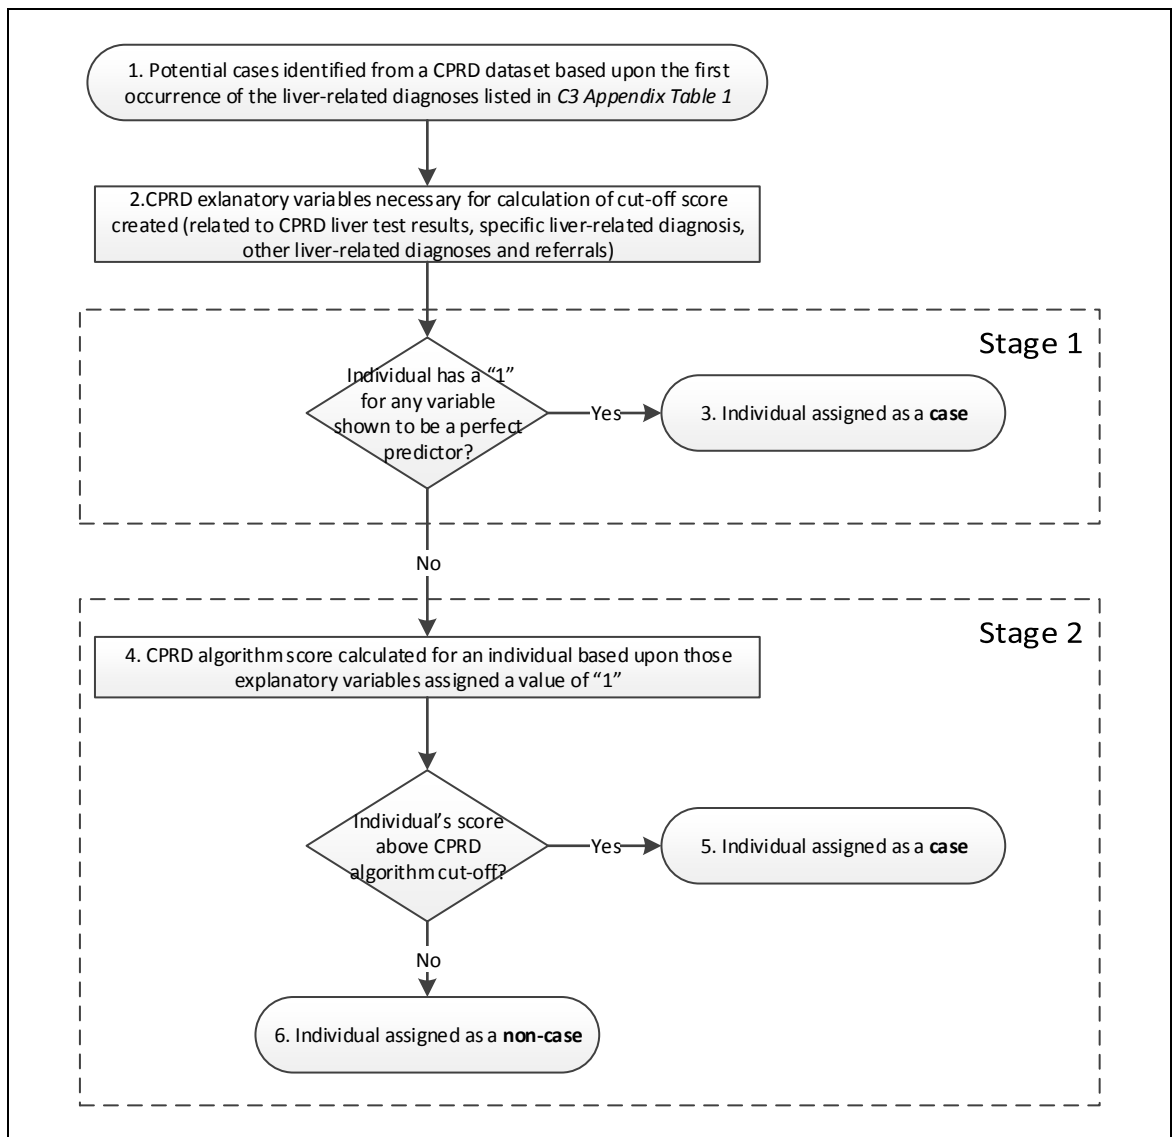 1. Potential cases identified from a CPRD dataset based upon the first
occurrence of the liver-related diagnoses listed in C3 Appendix Table 1
2.CPRD exlanatory variables necessary for calculation of cut-off score
created (related to CPRD liver test results, specific liver-related diagnosis,
other liver-related diagnoses and referrals)
Stage 1
Individual has a “1”
for any variable
shown to be a perfect
predictor?
Yes
3. Individual assigned as a case
No
Stage 2
4. CPRD algorithm score calculated for an individual based upon those
explanatory variables assigned a value of “1”
Individual’s score
above CPRD
algorithm cut-off?
Yes
5. Individual assigned as a case
No
6. Individual assigned as a non-case